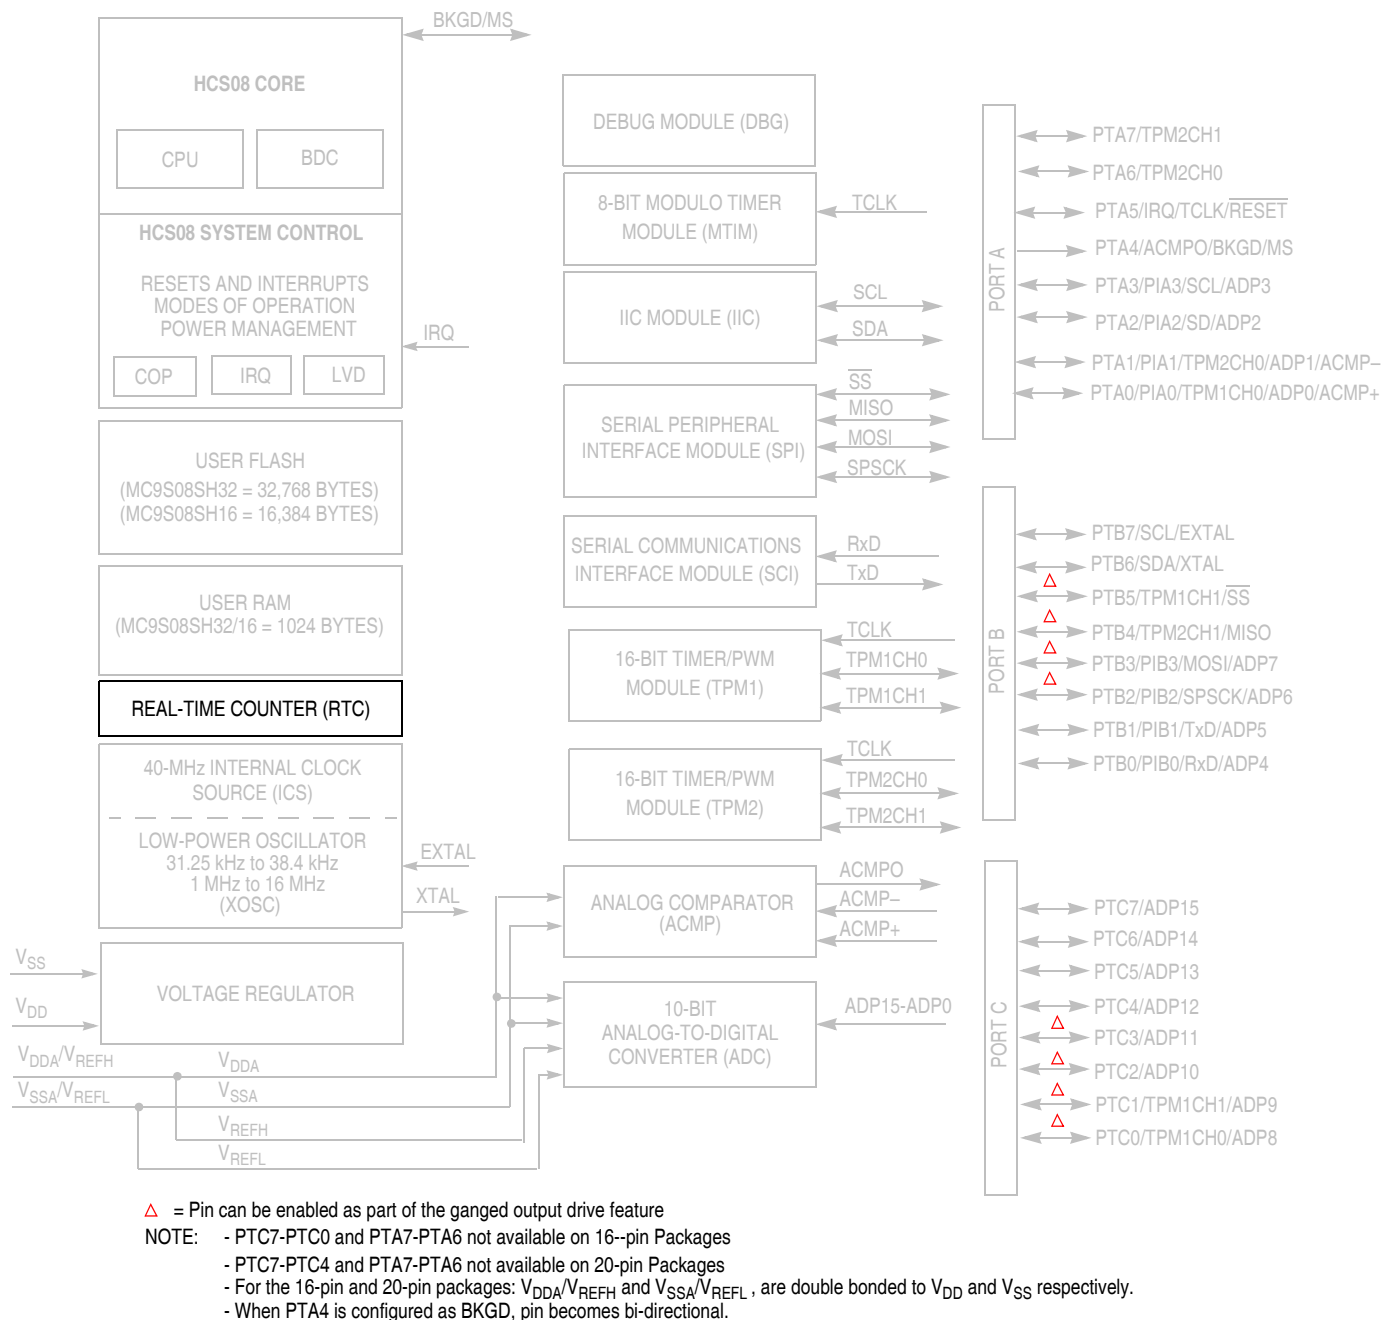 BKGD/MS
HCS08 CORE
CPU
BDC
HCS08 SYSTEM CONTROL
RESETS AND INTERRUPTS
MODES OF OPERATION
POWER MANAGEMENT
IRQ
COP
IRQ
LVD
USER FLASH
(MC9S08SH32 = 32,768 BYTES)
(MC9S08SH16 = 16,384 BYTES)
USER RAM
(MC9S08SH32/16 = 1024 BYTES)
REAL-TIME COUNTER (RTC)
40-MHz INTERNAL CLOCK
SOURCE (ICS)
LOW-POWER OSCILLATOR
31.25 kHz to 38.4 kHz
1 MHz to 16 MHz
(XOSC)
EXTAL
XTAL
VSS
VDD
VOLTAGE REGULATOR
VDDA/VREFH
VSSA/VREFL
VDDA
VSSA
VREFH
VREFL
DEBUG MODULE (DBG)
8-BIT MODULO TIMER
MODULE (MTIM)
TCLK
IIC MODULE (IIC)
SCL
SDA
SERIAL PERIPHERAL
INTERFACE MODULE (SPI)
SS
MISO
MOSI
SPSCK
SERIAL COMMUNICATIONS
INTERFACE MODULE (SCI)
RxD
TxD
16-BIT TIMER/PWM
MODULE (TPM1)
TCLK
TPM1CH0
TPM1CH1
16-BIT TIMER/PWM
MODULE (TPM2)
TCLK
TPM2CH0
TPM2CH1
ANALOG COMPARATOR
(ACMP)
ACMPO
ACMP–
ACMP+
10-BIT
ANALOG-TO-DIGITAL
CONVERTER (ADC)
ADP15-ADP0
PORT A
PTA7/TPM2CH1
PTA6/TPM2CH0
PTA5/IRQ/TCLK/RESET
PTA4/ACMPO/BKGD/MS
PTA3/PIA3/SCL/ADP3
PTA2/PIA2/SD/ADP2
PTA1/PIA1/TPM2CH0/ADP1/ACMP–
PTA0/PIA0/TPM1CH0/ADP0/ACMP+
PORT B
PTB7/SCL/EXTAL
PTB6/SDA/XTAL
PTB5/TPM1CH1/SS
PTB4/TPM2CH1/MISO
PTB3/PIB3/MOSI/ADP7
PTB2/PIB2/SPSCK/ADP6
PTB1/PIB1/TxD/ADP5
PTB0/PIB0/RxD/ADP4
PORT C
PTC7/ADP15
PTC6/ADP14
PTC5/ADP13
PTC4/ADP12
PTC3/ADP11
PTC2/ADP10
PTC1/TPM1CH1/ADP9
PTC0/TPM1CH0/ADP8
Δ = Pin can be enabled as part of the ganged output drive feature
NOTE: - PTC7-PTC0 and PTA7-PTA6 not available on 16--pin Packages
- PTC7-PTC4 and PTA7-PTA6 not available on 20-pin Packages
- For the 16-pin and 20-pin packages: VDDA/VREFH and VSSA/VREFL , are double bonded to VDD and VSS respectively.
- When PTA4 is configured as BKGD, pin becomes bi-directional.